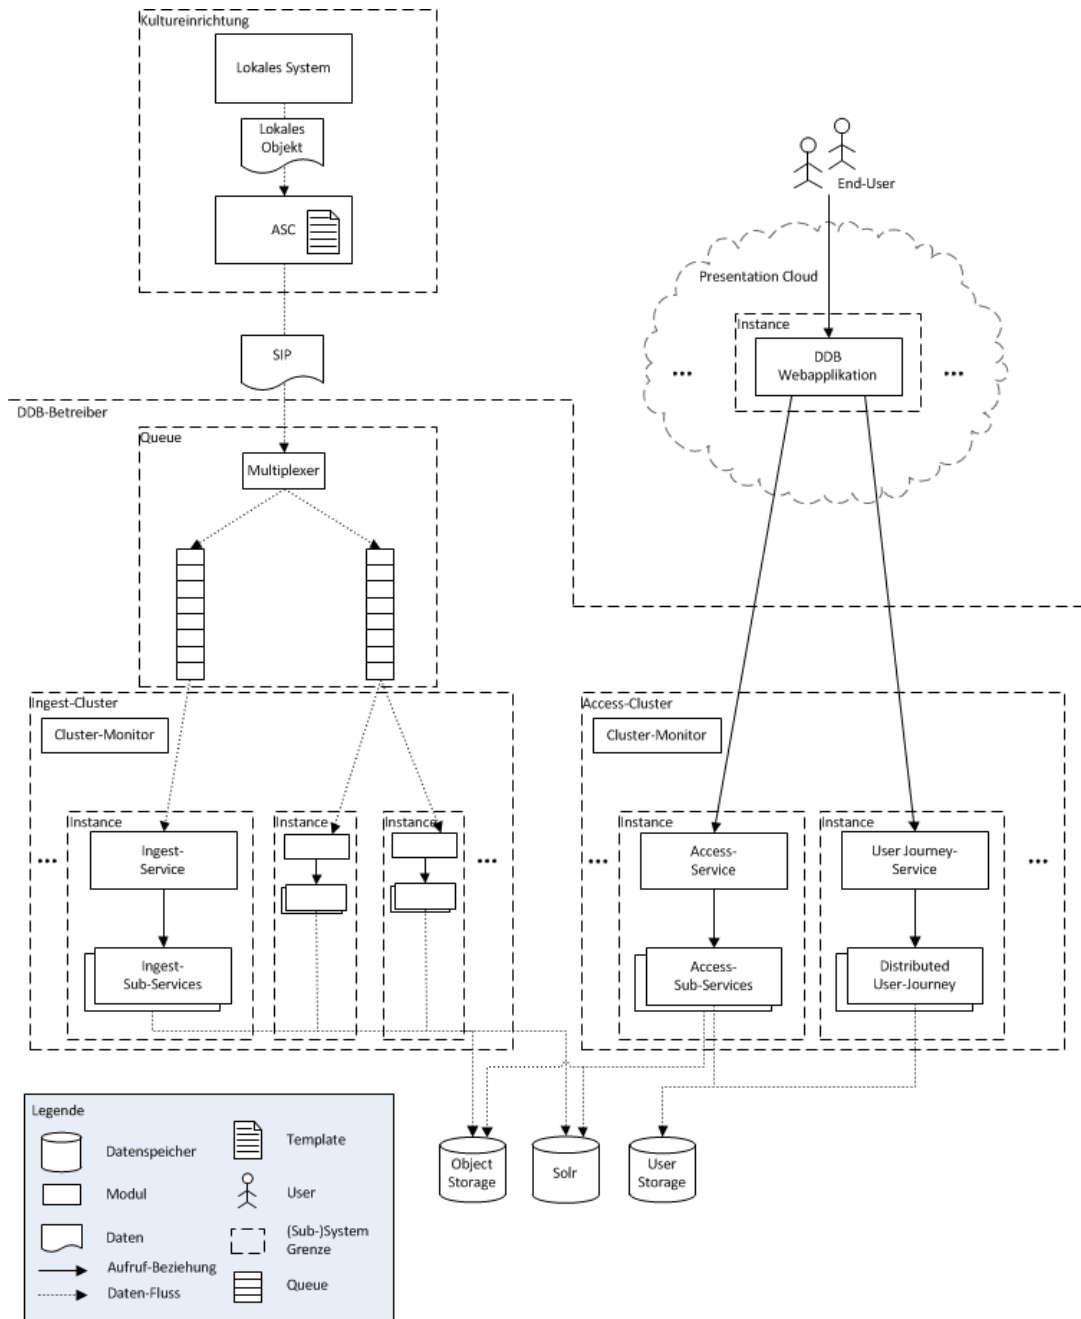 Kultureinrichtung
Lokales System
Lokales
Objekt
ASC
SIP
End-User
Presentation Cloud
Instance
DDB
Webapplikation
...
...
DDB-Betreiber
Queue
Multiplexer
Ingest-Cluster
Cluster-Monitor
Instance
Ingest-
Service
Ingest-
Sub-Services
Instance
Instance
...
...
Access-Cluster
Cluster-Monitor
Instance
Access-
Service
Access-
Sub-Services
Instance
User Journey-
Service
Distributed
User-Journey
...
...
Object
Storage
Solr
User
Storage
Legende
Datenspeicher
Modul
Daten
Aufruf-Beziehung
Daten-Fluss
Template
User
(Sub-)System
Grenze
Queue